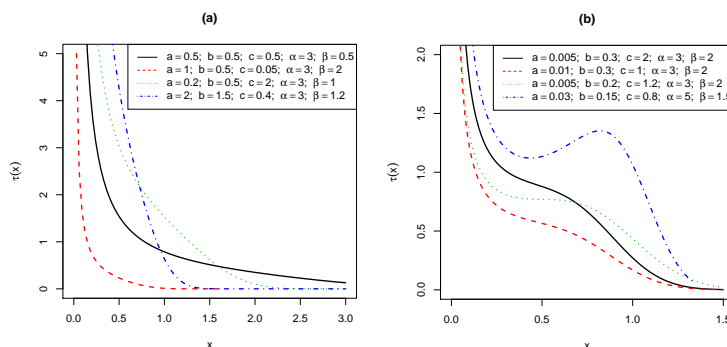 (a)
a = 0.5; b = 0.5; c = 0.5; α = 3; β = 0.5
a = 1; b = 0.5; c = 0.05; α = 3; β = 2
a = 0.2; b = 0.5; c = 2; α = 3; β = 1
a = 2; b = 1.5; c = 0.4; α = 3; β = 1.2
τ(x)
5
4
3
2
1
0
0.0 0.5 1.0 1.5 2.0 2.5 3.0
x
(b)
a = 0.005; b = 0.3; c = 2; α = 3; β = 2
a = 0.01; b = 0.3; c = 1; α = 3; β = 2
a = 0.005; b = 0.2; c = 1.2; α = 3; β = 2
a = 0.03; b = 0.15; c = 0.8; α = 5; β = 1.5
τ(x)
2.0
1.5
1.0
0.5
0.0
0.0 0.5 1.0 1.5
x